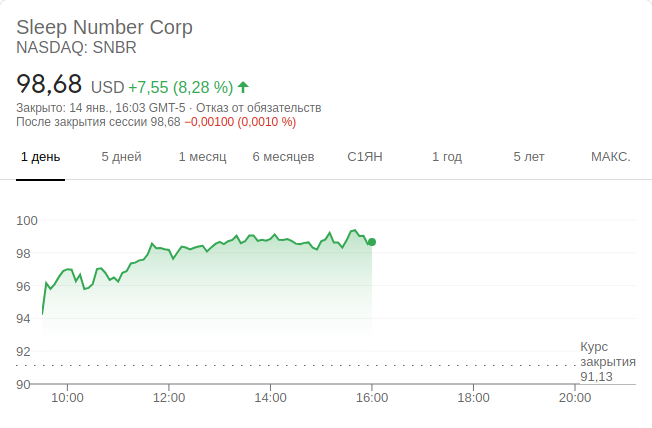 Sleep Number Corp
NASDAQ: SNBR
98,68 USD +7,55 (8,28 %)
Закрыто: 14 янв., 16:03 GMT-5 · Отказ от обязательств
После закрытия сессии 98,68 −0,00100 (0,0010 %)
1 день 5 дней 1 месяц 6 месяцев С1ЯН 1 год 5 лет МАКС.
100
98
96
94
92
Курс
закрытия
91,13
90
10:00 12:00 14:00 16:00 18:00 20:00